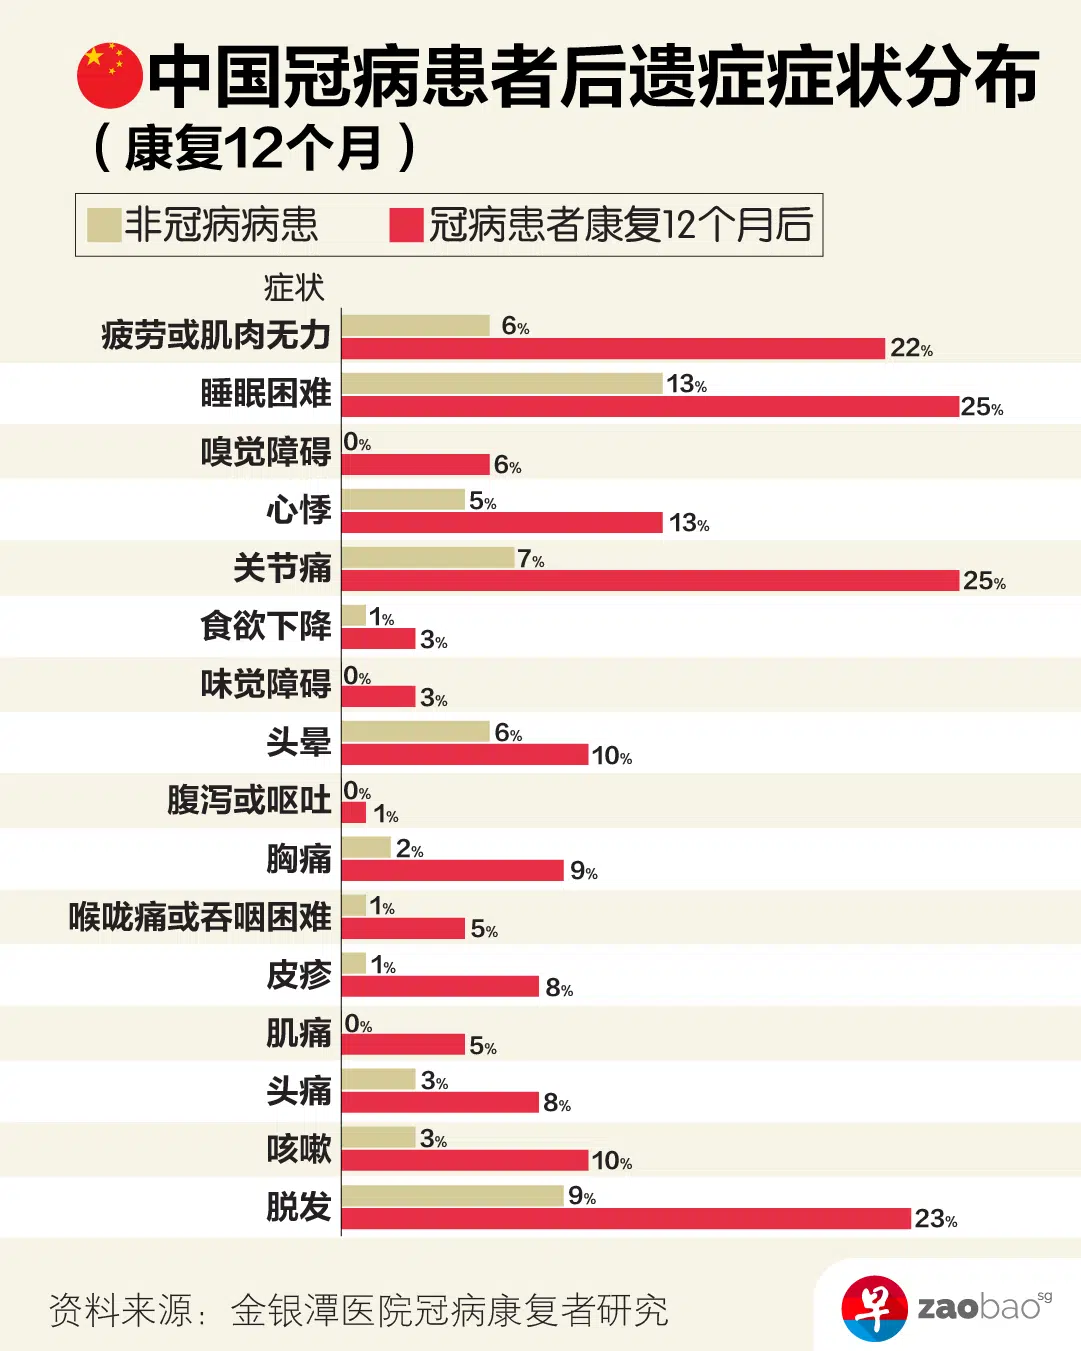 中国冠病患者后遗症症状分布
（康复12个月）
非冠病病患 冠病患者康复12个月后
症状
疲劳或肌肉无力 6% 22%
睡眠困难 13% 25%
嗅觉障碍 0% 6%
心悸 5% 13%
关节痛 7% 25%
食欲下降 1% 3%
味觉障碍 0% 3%
头晕 6% 10%
腹泻或呕吐 0% 1%
胸痛 2% 9%
喉咙痛或吞咽困难 1% 5%
皮疹 1% 8%
肌痛 0% 5%
头痛 3% 8%
咳嗽 3% 10%
脱发 9% 23%
资料来源：金银潭医院冠病康复者研究
早 zaobao sg